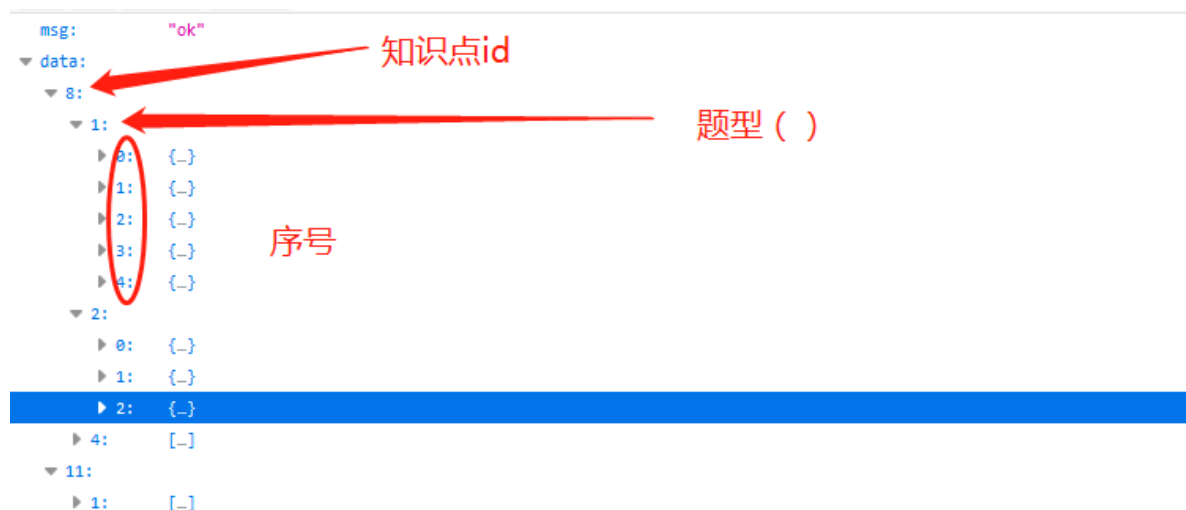 msg: "ok"
知识点id
data:
8:
1:
题型（ ）
0: {…}
1: {…}
2: {…}
序号
3: {…}
4: {…}
2:
0: {…}
1: {…}
2: {…}
4: […]
11:
1: […]